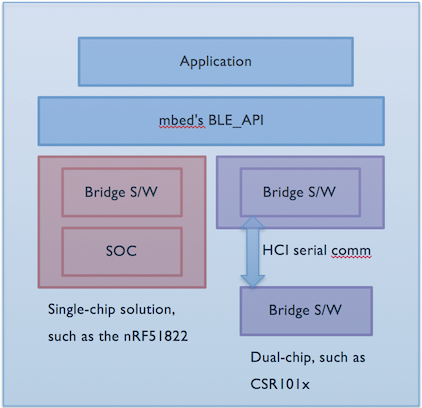 Application
mbed's BLE_API
Bridge S/W
Bridge S/W
SOC
HCI serial comm
Bridge S/W
Single-chip solution,
such as the nRF51822
Dual-chip, such as
CSR101x